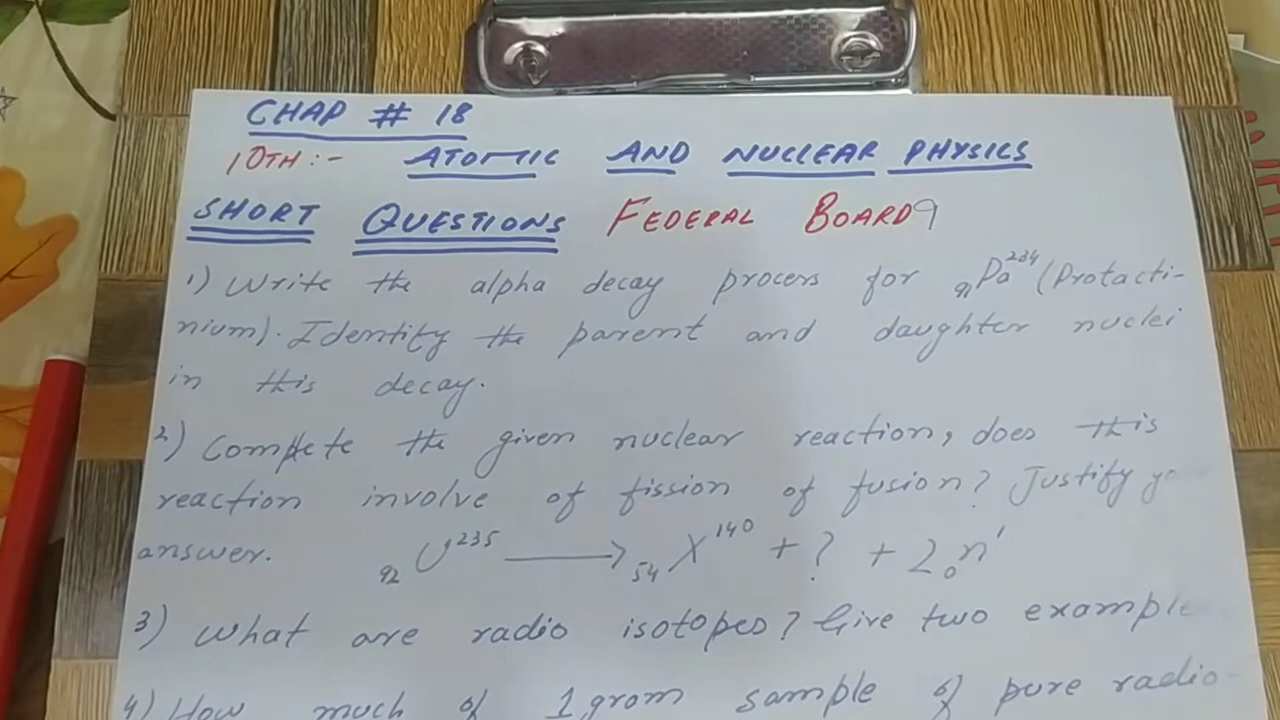 CHAP # 18
10TH:- ATOMIC AND NUCLEAR PHYSICS
SHORT QUESTIONS FEDERAL BOARD
1) Write the alpha decay process for 91Pa234 (Protacti-
nium). Identify the parent and daughter nuclei
in this decay.
2) Complete the given nuclear reaction, does this
reaction involve of fission of fusion? Justify yo
answer. 92U235 → 54X140 + ? + 2 0n1
3) What are radio isotopes? Give two example
4) How much of 1 gram sample of pure radio-